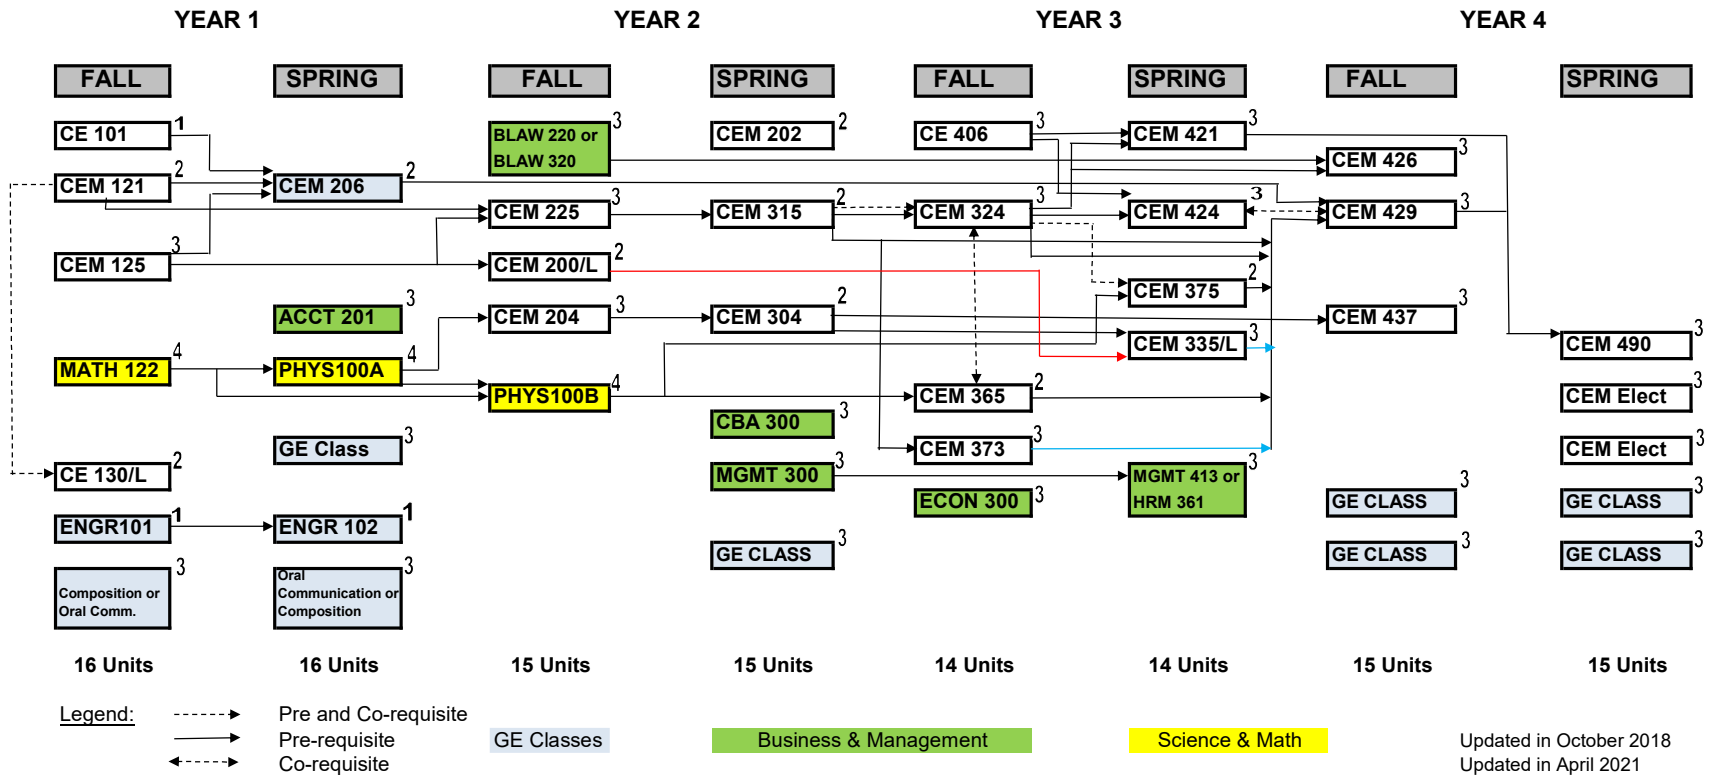 YEAR 1
YEAR 2
YEAR 3
YEAR 4
FALL
SPRING
FALL
SPRING
FALL
SPRING
FALL
SPRING
CE 101
1
CEM 121
2
CEM 125
3
MATH 122
4
CE 130/L
2
ENGR101
1
Composition or
Oral Comm.
3
16 Units
CEM 206
2
ACCT 201
3
PHYS100A
4
GE Class
3
ENGR 102
1
Oral
Communication or
Composition
3
16 Units
BLAW 220 or
BLAW 320
3
CEM 225
3
CEM 200/L
2
CEM 204
3
PHYS100B
4
15 Units
CEM 202
2
CEM 315
2
CEM 304
2
CBA 300
3
MGMT 300
3
GE CLASS
3
15 Units
CE 406
3
CEM 324
3
CEM 365
2
CEM 373
3
ECON 300
3
14 Units
CEM 421
3
CEM 424
3
CEM 375
2
CEM 335/L
3
MGMT 413 or
HRM 361
3
14 Units
CEM 426
3
CEM 429
3
CEM 437
3
GE CLASS
3
GE CLASS
3
15 Units
CEM 490
3
CEM Elect
3
CEM Elect
3
GE CLASS
3
GE CLASS
3
15 Units
Legend:
Pre and Co-requisite
Pre-requisite
Co-requisite
GE Classes
Business & Management
Science & Math
Updated in October 2018
Updated in April 2021